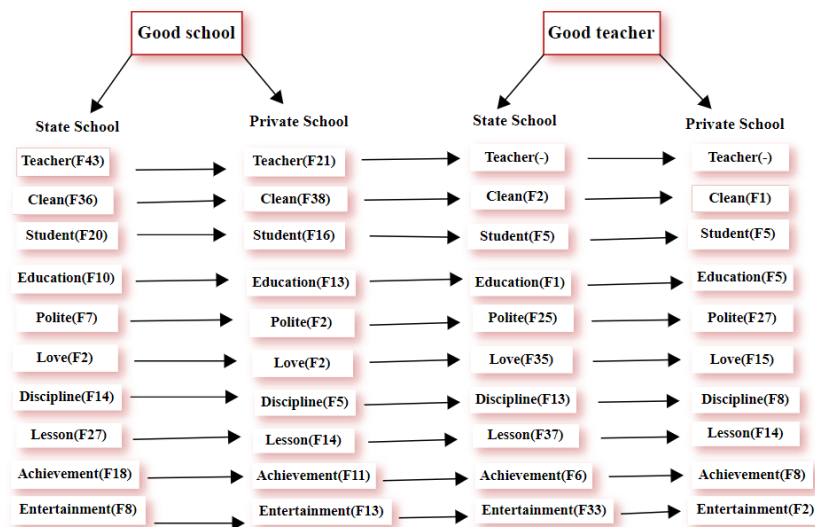 Good school Good teacher
State School Private School State School Private School
Teacher(F43) Teacher(F21) Teacher(-) Teacher(-)
Clean(F36) Clean(F38) Clean(F2) Clean(F1)
Student(F20) Student(F16) Student(F5) Student(F5)
Education(F10) Education(F13) Education(F1) Education(F5)
Polite(F7) Polite(F2) Polite(F25) Polite(F27)
Love(F2) Love(F2) Love(F35) Love(F15)
Discipline(F14) Discipline(F5) Discipline(F13) Discipline(F8)
Lesson(F27) Lesson(F14) Lesson(F37) Lesson(F14)
Achievement(F18) Achievement(F11) Achievement(F6) Achievement(F8)
Entertainment(F8) Entertainment(F13) Entertainment(F33) Entertainment(F2)